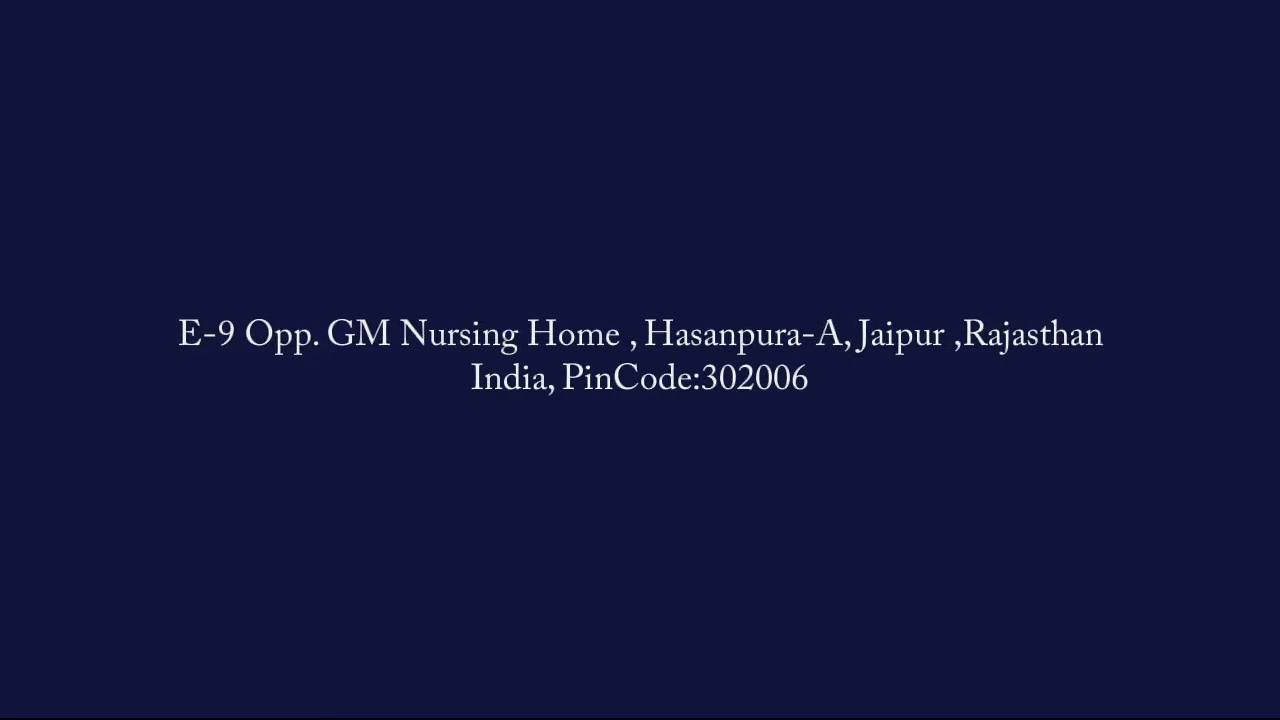 E-9 Opp. GM Nursing Home , Hasanpura-A, Jaipur ,Rajasthan
India, PinCode:302006